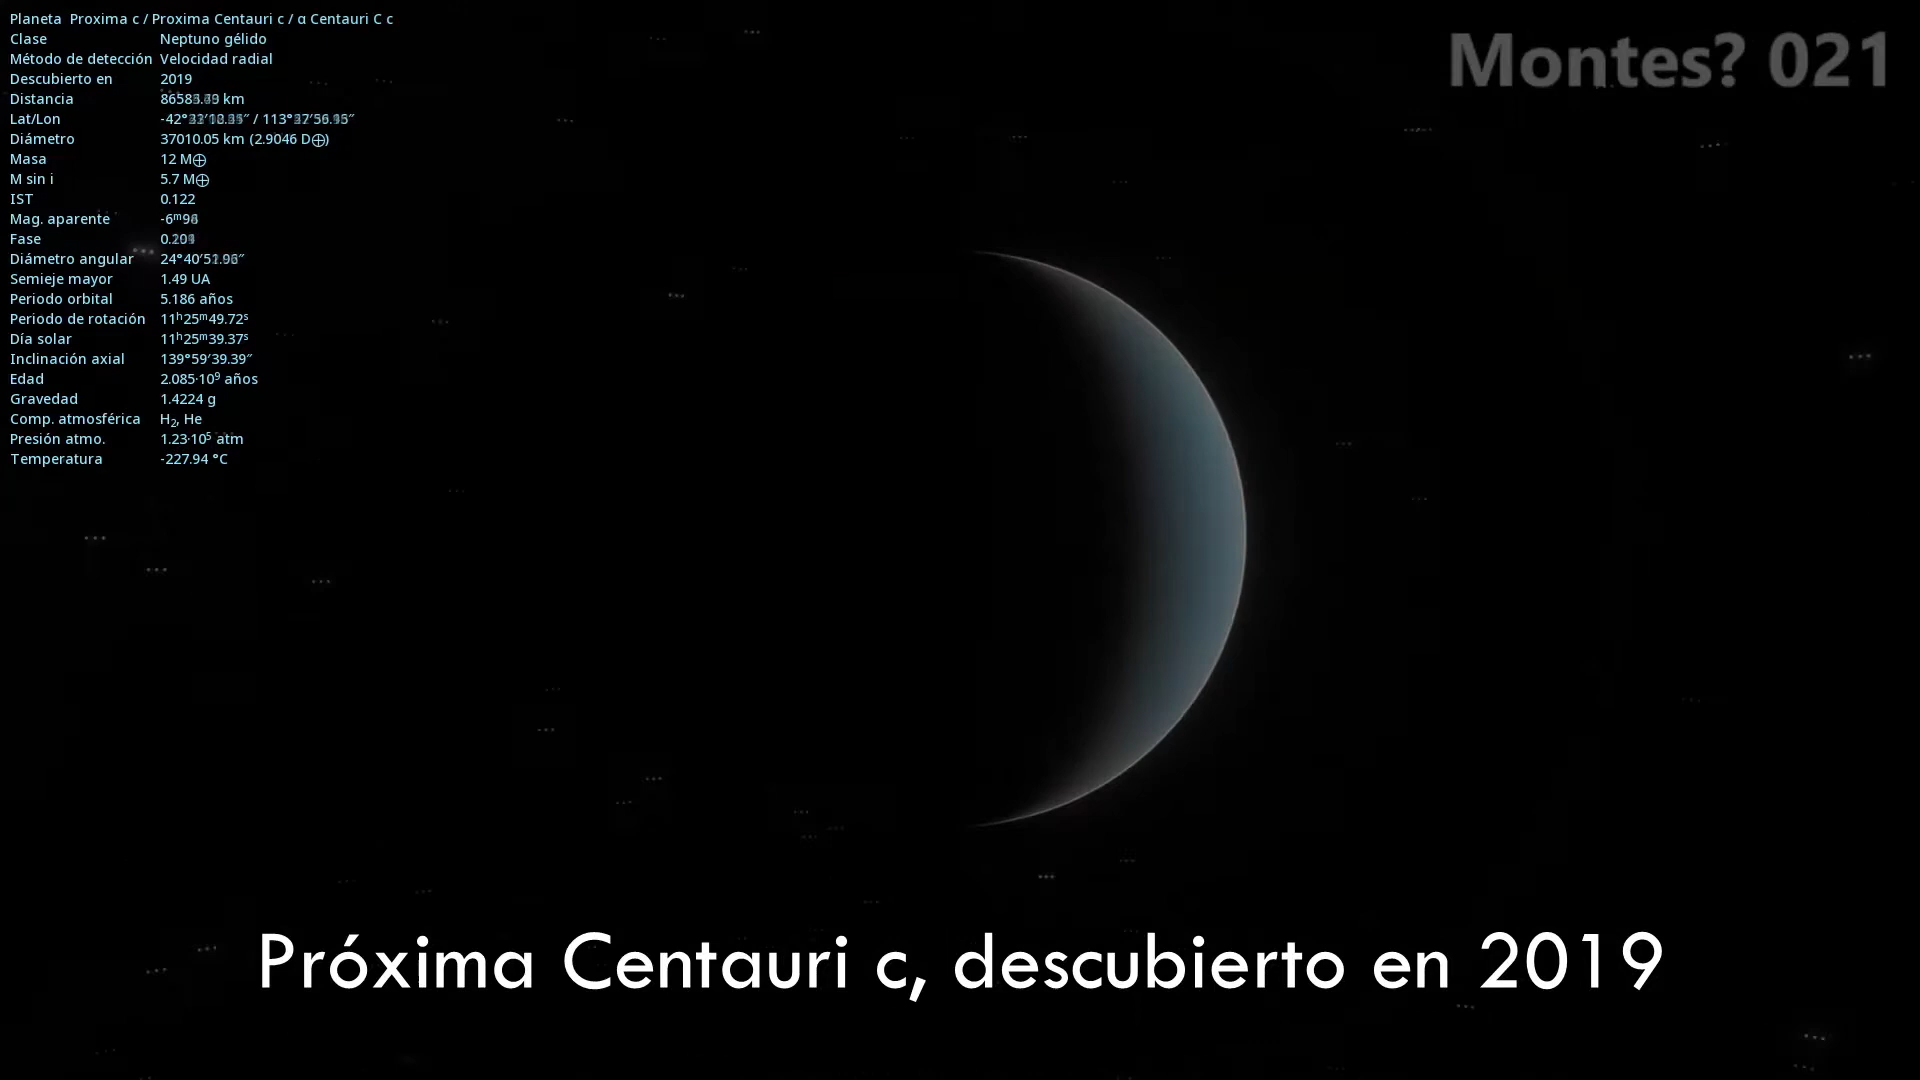 Planeta Proxima c / Proxima Centauri c / α Centauri C c
Montes? 021
Clase Neptuno gélido
Método de detección Velocidad radial
Descubierto en 2019
Distancia km
Lat/Lon
Diámetro 37010.05 km (2.9046 D⊕)
Masa 12 M⊕
M sin i 5.7 M⊕
IST 0.122
Mag. aparente
Fase
Diámetro angular
Semieje mayor 1.49 UA
Periodo orbital 5.186 años
Periodo de rotación 11ʰ25ᵐ49.72ˢ
Día solar 11ʰ25ᵐ39.37ˢ
Inclinación axial 139°59′39.39″
Edad 2.085·10⁹ años
Gravedad 1.4224 g
Comp. atmosférica H₂, He
Presión atmo. 1.23·10⁵ atm
Temperatura -227.94 °C
Próxima Centauri c, descubierto en 2019